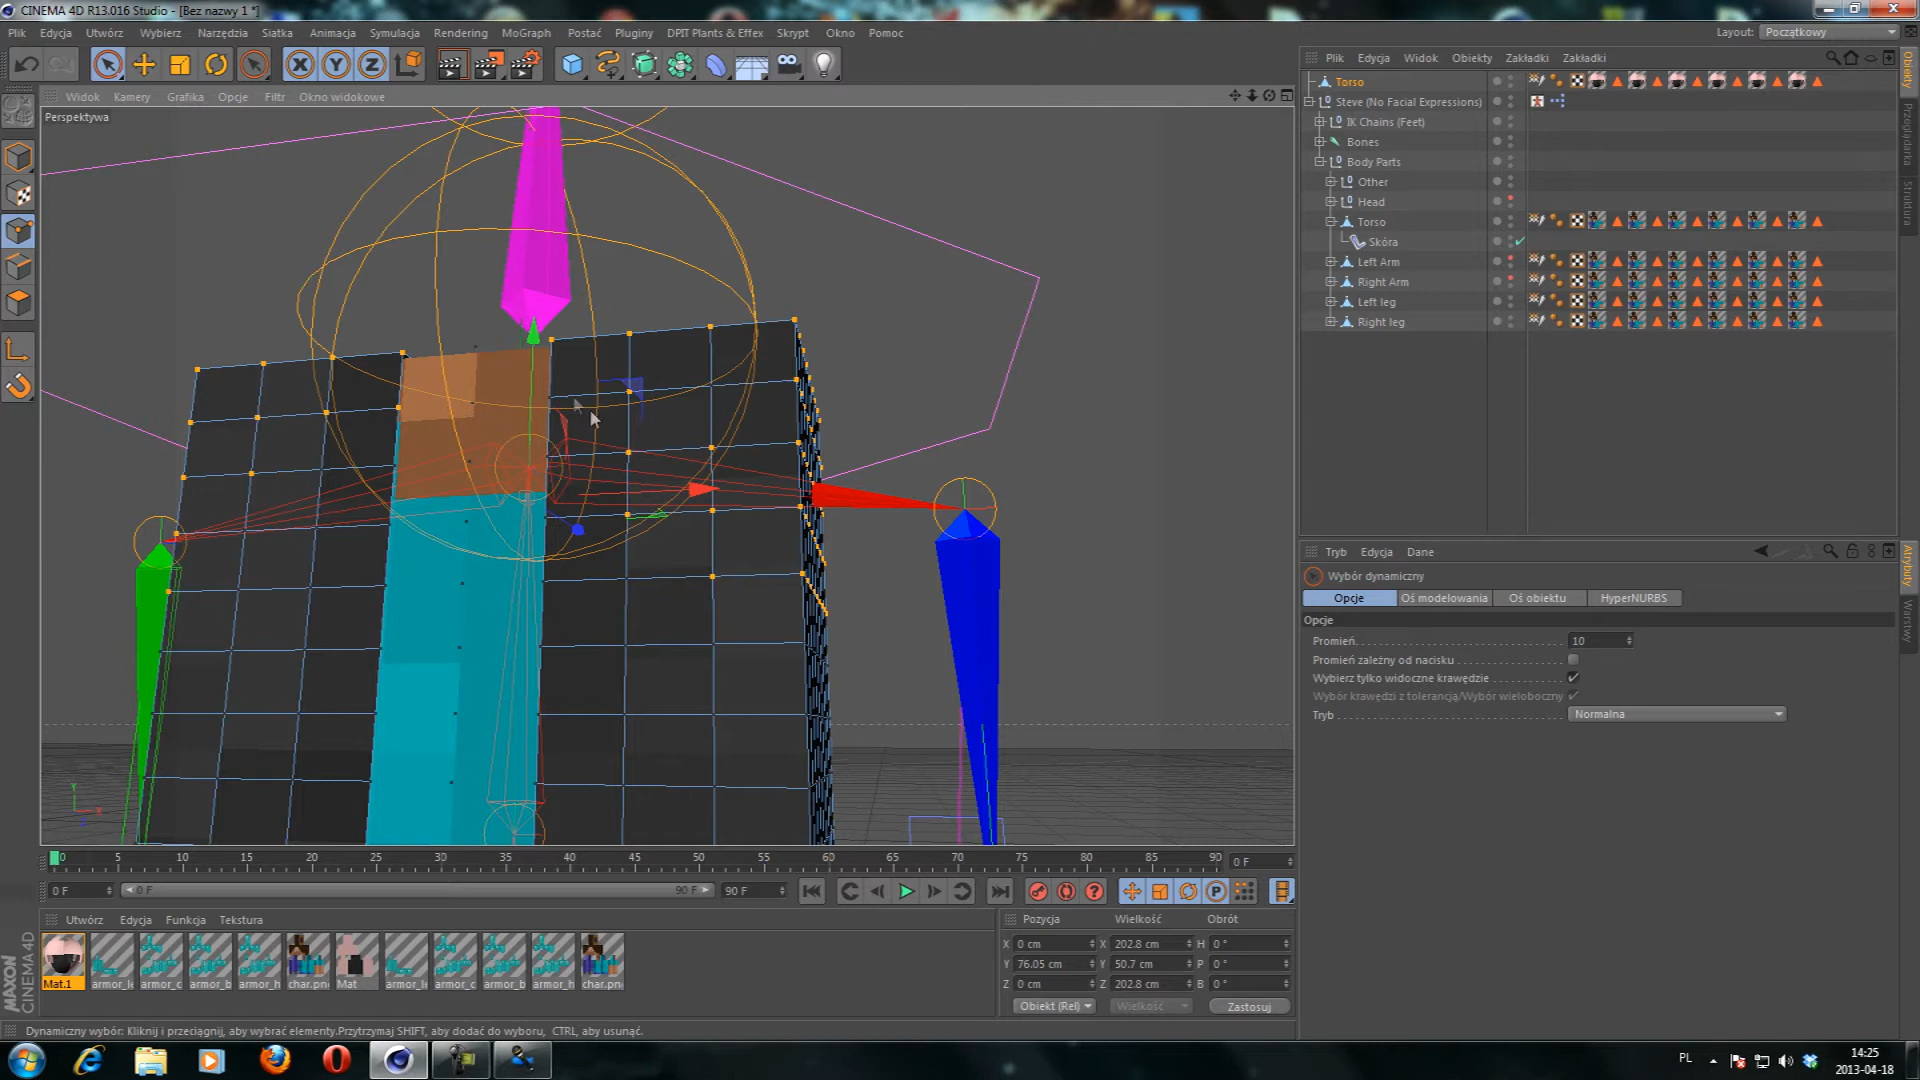 CINEMA 4D R13.016 Studio - [Bez nazwy 1 *]
Plik Edycja Utwórz Wybierz Narzędzia Siatka Animacja Symulacja Rendering MoGraph Postać Pluginy DPIT Plants & Effex Skrypt Okno Pomoc
Layout: Początkowy
Widok Kamery Grafika Opcje Filtr Okno widokowe
Perspektywa
Plik Edycja Widok Obiekty Zakładki Zakładki
Torso
Steve (No Facial Expressions)
IK Chains (Feet)
Bones
Body Parts
Other
Head
Torso
Skóra
Left Arm
Right Arm
Left leg
Right leg
Obiekty
Przeglądarka
Struktura
Tryb Edycja Dane
Wybór dynamiczny
Opcje Oś modelowania Oś obiektu HyperNURBS
Opcje
Promień 10
Promień zależny od nacisku
Wybierz tylko widoczne krawędzie
Wybór krawędzi z tolerancją/Wybór wieloboczny
Tryb Normalna
Atrybuty
Warstwy
Y
X
0 5 10 15 20 25 30 35 40 45 50 55 60 65 70 75 80 85 90 0 F
0 F 0 F 90 F 90 F
Utwórz Edycja Funkcja Tekstura
Mat.1 armor_le armor_c armor_b armor_h char.pn Mat armor_le armor_c armor_b armor_h char.pn
Pozycja Wielkość Obrót
X 0 cm X 202.8 cm H 0 °
Y 76.05 cm Y 50.7 cm P 0 °
Z 0 cm Z 202.8 cm B 0 °
Obiekt (Rel) Wielkość Zastosuj
MAXON CINEMA 4D
Dynamiczny wybór: Kliknij i przeciągnij, aby wybrać elementy.Przytrzymaj SHIFT, aby dodać do wyboru, CTRL, aby usunąć.
PL
14:25
2013-04-18